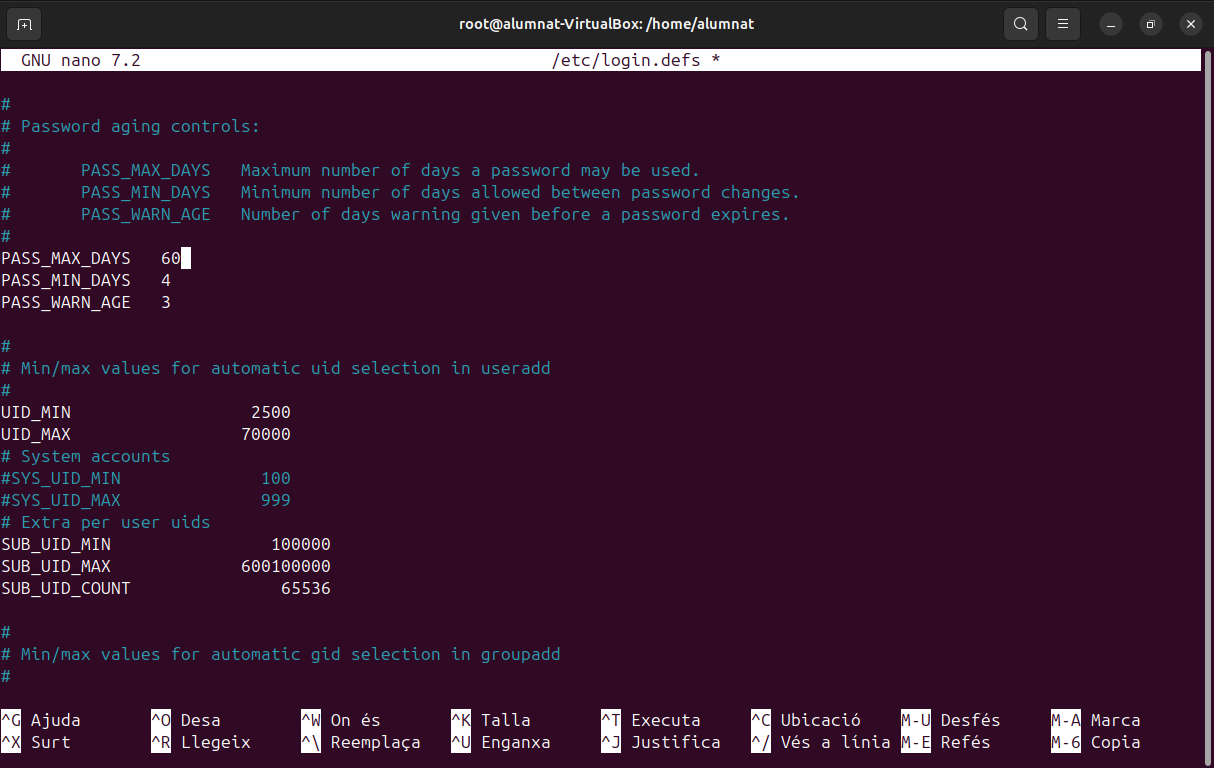 root@alumnat-VirtualBox: /home/alumnat
GNU nano 7.2 /etc/login.defs *
#
# Password aging controls:
#
# PASS_MAX_DAYS Maximum number of days a password may be used.
# PASS_MIN_DAYS Minimum number of days allowed between password changes.
# PASS_WARN_AGE Number of days warning given before a password expires.
#
PASS_MAX_DAYS 60
PASS_MIN_DAYS 4
PASS_WARN_AGE 3
#
# Min/max values for automatic uid selection in useradd
#
UID_MIN 2500
UID_MAX 70000
# System accounts
#SYS_UID_MIN 100
#SYS_UID_MAX 999
# Extra per user uids
SUB_UID_MIN 100000
SUB_UID_MAX 600100000
SUB_UID_COUNT 65536
#
# Min/max values for automatic gid selection in groupadd
#
^G Ajuda ^O Desa ^W On és ^K Talla ^T Executa ^C Ubicació M-U Desfés M-A Marca
^X Surt ^R Llegeix ^\ Reemplaça ^U Enganxa ^J Justifica ^/ Vés a línia M-E Refés M-6 Copia